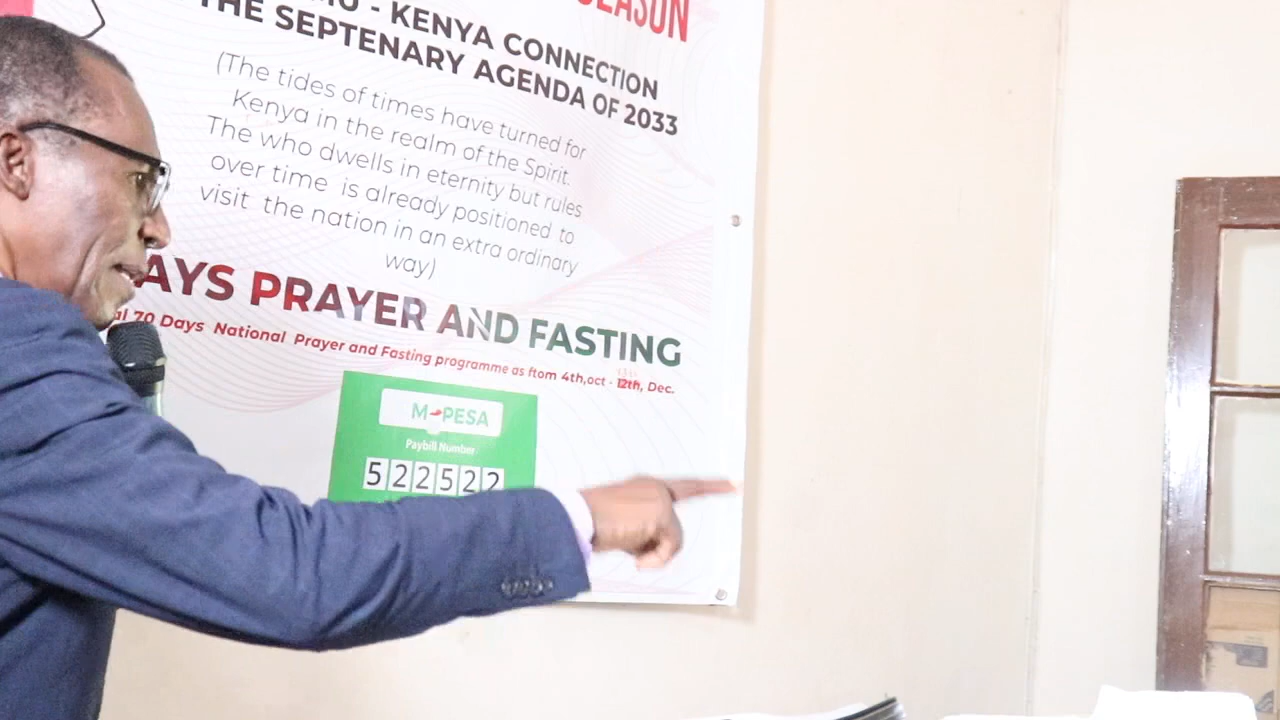 SEASON
- KENYA CONNECTION
THE SEPTENARY AGENDA OF 2033
(The tides of times have turned for
Kenya in the realm of the Spirit.
The who dwells in eternity but rules
over time is already positioned to
visit the nation in an extra ordinary
way)
AYS PRAYER AND FASTING
al 70 Days National Prayer and Fasting programme as ftom 4th,oct - 12th, Dec.
M-PESA
Paybill Number
522522